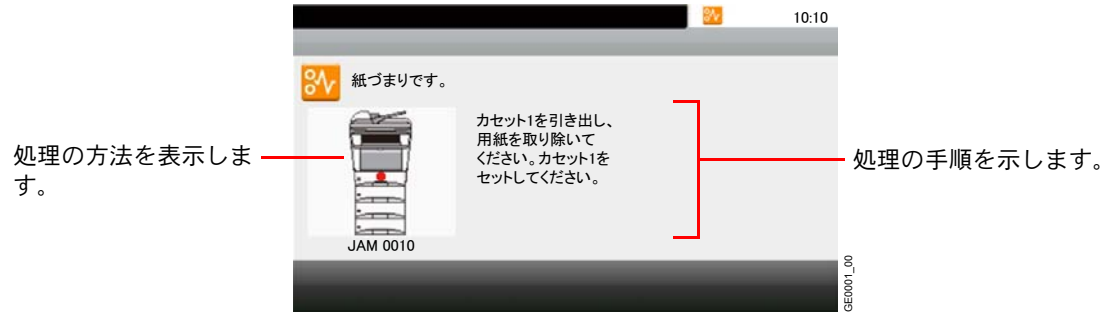 10:10
紙づまりです。
カセット1を引き出し、
用紙を取り除いて
ください。カセット1を
セットしてください。
JAM 0010
処理の方法を表示しま
す。
処理の手順を示します。
GE0001_00